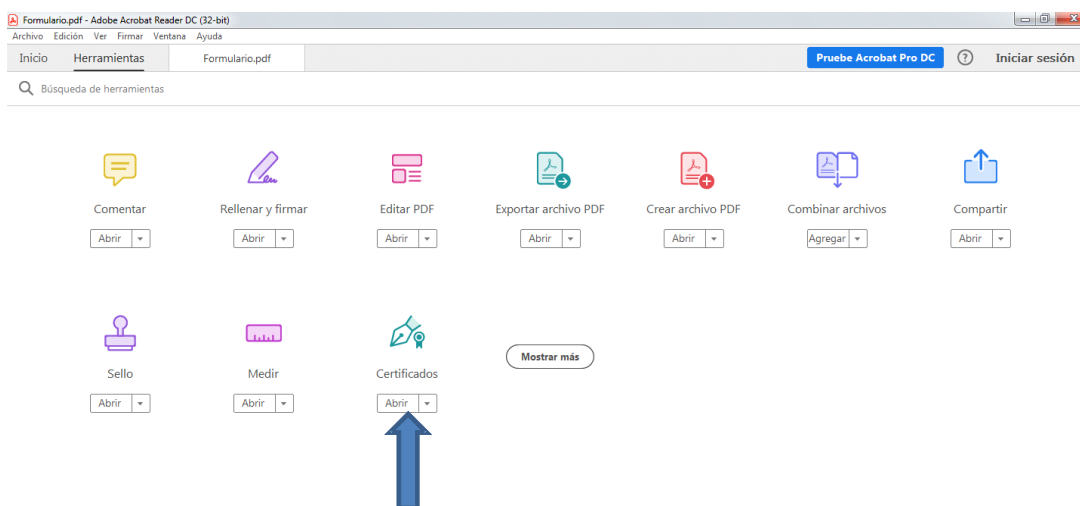 Formulario.pdf - Adobe Acrobat Reader DC (32-bit)
Archivo Edición Ver Firmar Ventana Ayuda
Inicio Herramientas Formulario.pdf Pruebe Acrobat Pro DC ? Iniciar sesión
Búsqueda de herramientas
Comentar Rellenar y firmar Editar PDF Exportar archivo PDF Crear archivo PDF Combinar archivos Compartir
Abrir Abrir Abrir Abrir Abrir Agregar Abrir
Mostrar más
Sello Medir Certificados
Abrir Abrir Abrir